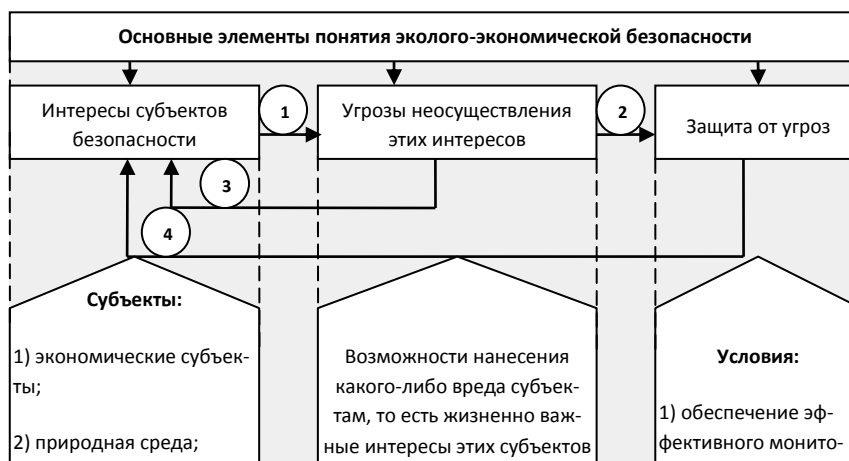 Основные элементы понятия эколого-экономической безопасности
Интересы субъектов
безопасности
1
Угрозы неосуществления
этих интересов
2
Защита от угроз
3
4
Субъекты:
1) экономические субъек-
ты;
2) природная среда;
Возможности нанесения
какого-либо вреда субъек-
там, то есть жизненно важ-
ные интересы этих субъектов
Условия:
1) обеспечение эф-
фективного монито-